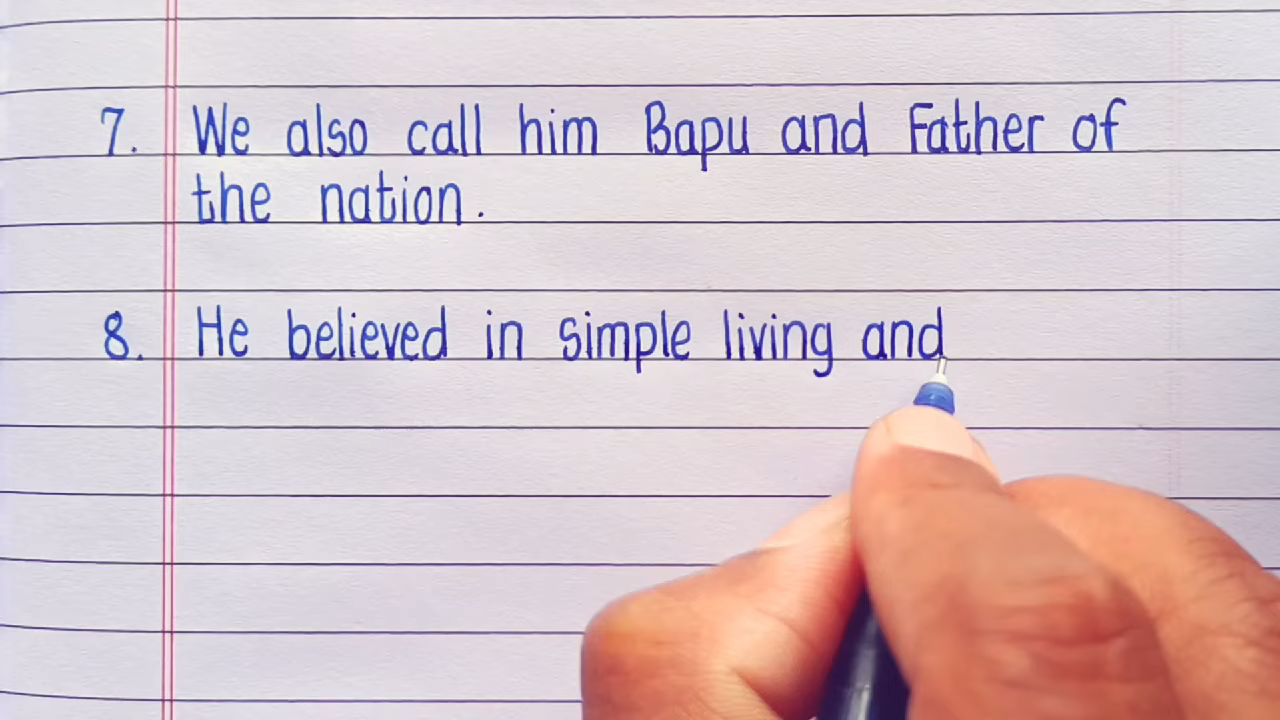 7. We also call him Bapu and Father of
the nation.
8. He believed in simple living and